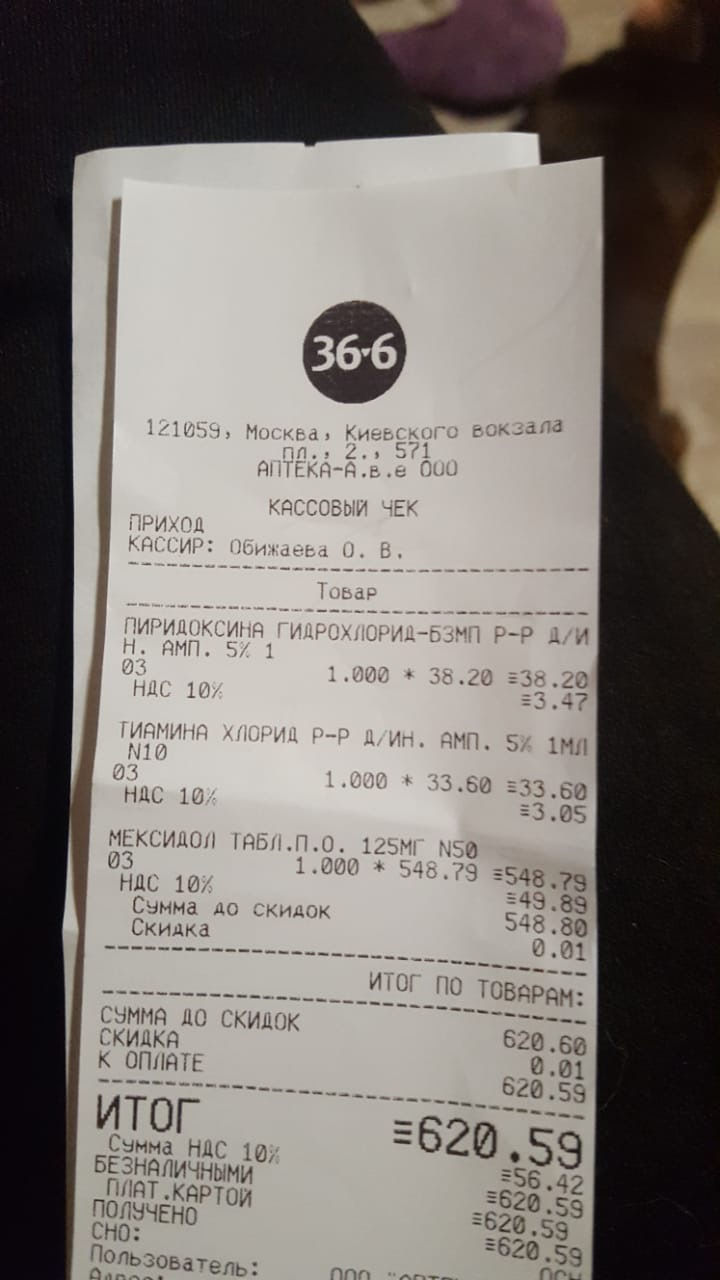 36·6
121059, Москва, Киевского вокзала
пл., 2., 571
АПТЕКА-А.в.е ООО
КАССОВЫЙ ЧЕК
ПРИХОД
КАССИР: Обижаева О. В.
Товар
ПИРИДОКСИНА ГИДРОХЛОРИД-БЗМП Р-Р Д/И
Н. АМП. 5% 1
03 1.000 * 38.20 ≡38.20
НДС 10% ≡3.47
ТИАМИНА ХЛОРИД Р-Р Д/ИН. АМП. 5% 1МЛ
N10
03 1.000 * 33.60 ≡33.60
НДС 10% ≡3.05
МЕКСИДОЛ ТАБЛ.П.О. 125МГ N50
03 1.000 * 548.79 ≡548.79
НДС 10% ≡49.89
Сумма до скидок 548.80
Скидка 0.01
ИТОГ ПО ТОВАРАМ:
СУММА ДО СКИДОК 620.60
СКИДКА 0.01
К ОПЛАТЕ 620.59
ИТОГ ≡620.59
Сумма НДС 10% ≡56.42
БЕЗНАЛИЧНЫМИ ≡620.59
ПЛАТ.КАРТОЙ ≡620.59
ПОЛУЧЕНО ≡620.59
СНО: ОСН
Пользователь: ООО